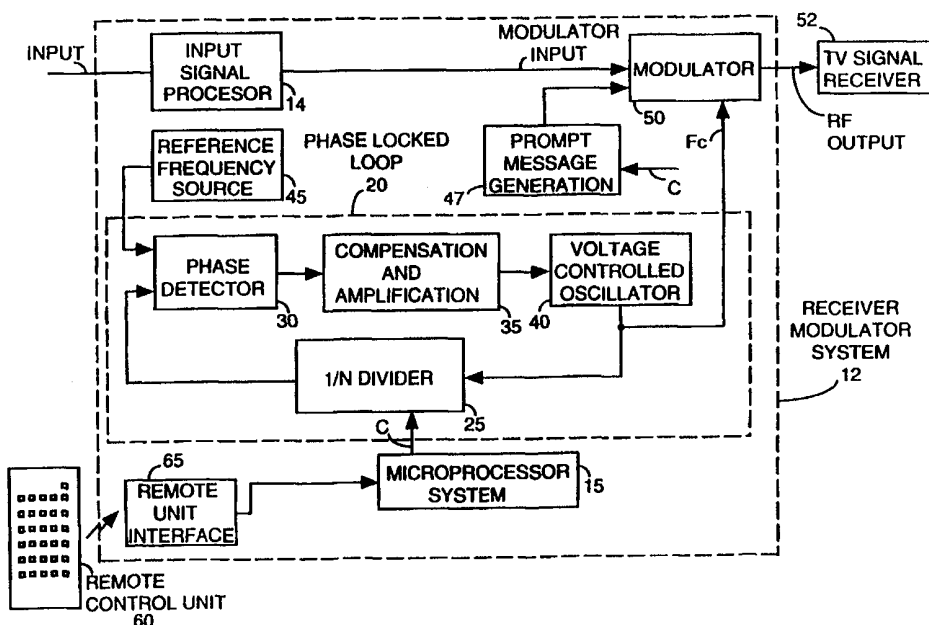 INPUT
INPUT
SIGNAL
PROCESOR
14
MODULATOR
INPUT
MODULATOR
50
52
TV SIGNAL
RECEIVER
RF
OUTPUT
REFERENCE
FREQUENCY
SOURCE
45
PHASE LOCKED
LOOP
20
PROMPT
MESSAGE
GENERATION
47
C
Fc
PHASE
DETECTOR
30
COMPENSATION
AND
AMPLIFICATION
35
VOLTAGE
CONTROLLED
OSCILLATOR
40
RECEIVER
MODULATOR
SYSTEM
12
1/N DIVIDER
25
C
MICROPROCESSOR
SYSTEM
15
65
REMOTE
UNIT
INTERFACE
REMOTE
CONTROL UNIT
60